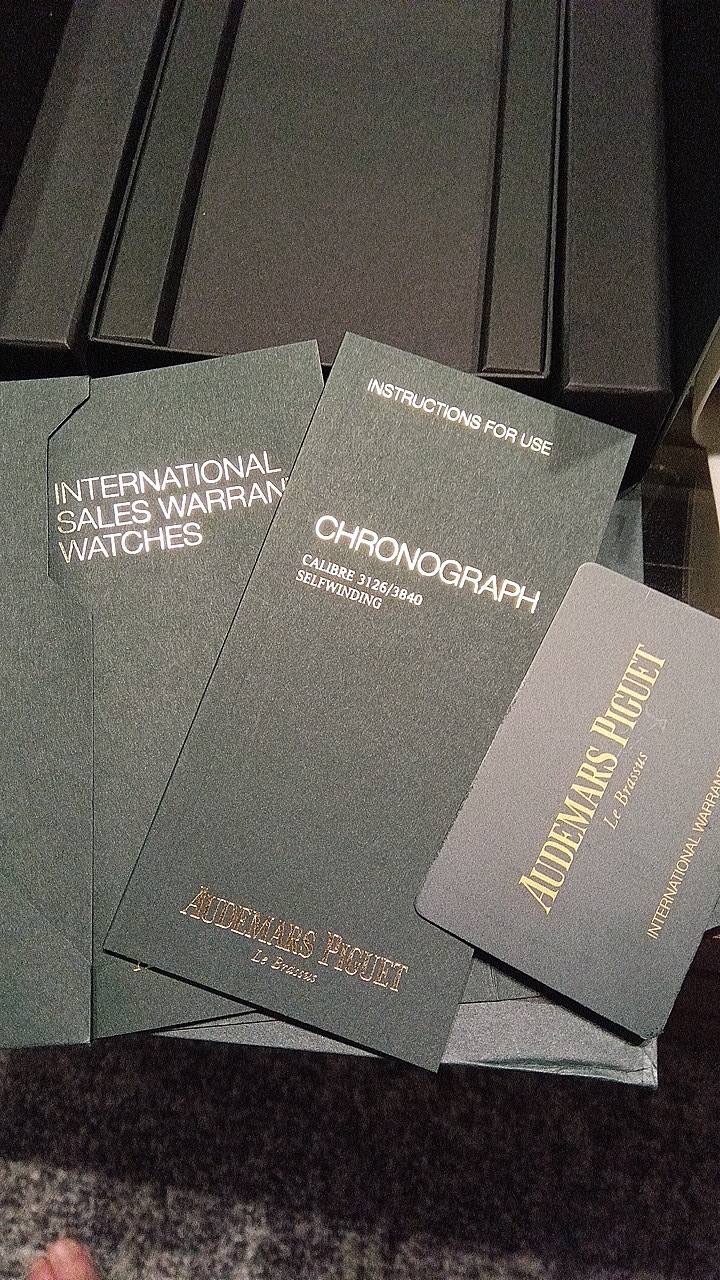 INTERNATIONAL
SALES WARRAN
WATCHES
INSTRUCTIONS FOR USE
CHRONOGRAPH
CALIBRE 3126/3840
SELFWINDING
AUDEMARS PIGUET
Le Brassus
AUDEMARS PIGUET
Le Brassus
INTERNATIONAL WARRAN